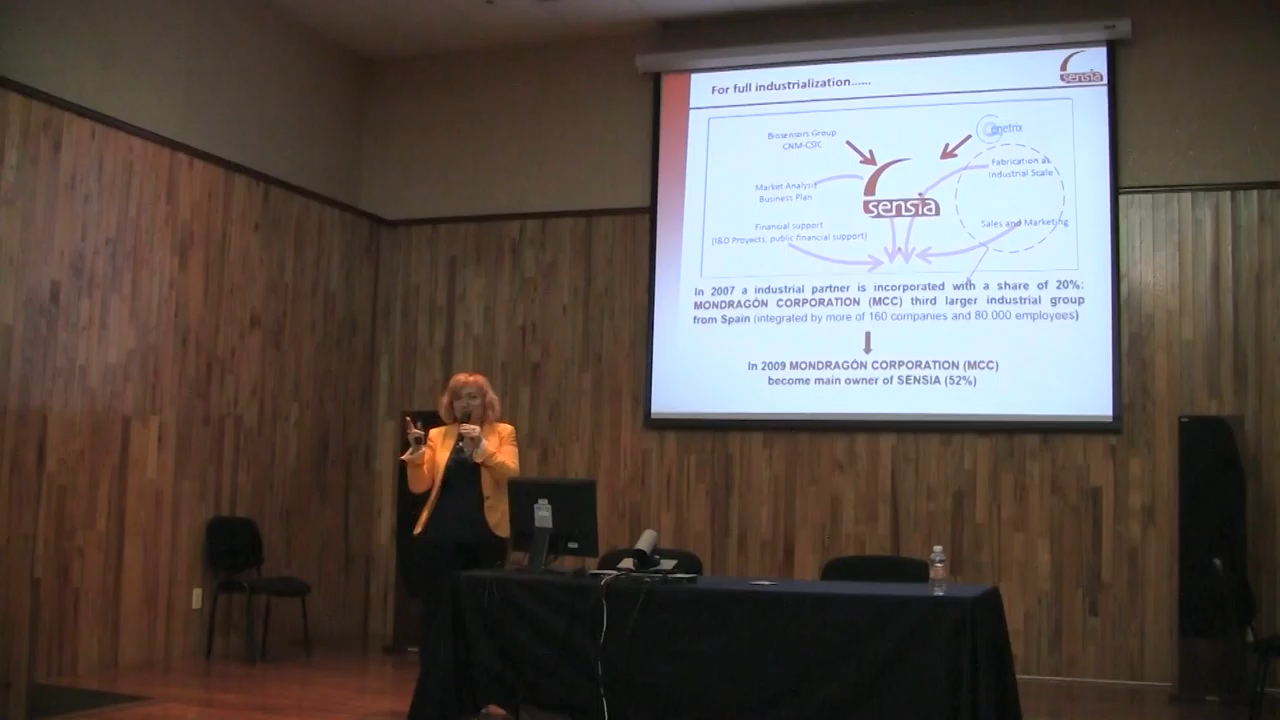 For full industrialization......
sensia
Biosensors Group
CNM-CSIC
Genetrix
Market Analysis
Business Plan
sensia
Fabrication at
Industrial Scale
Financial support
(I&D Proyects, public financial support)
Sales and Marketing
In 2007 a industrial partner is incorporated with a share of 20%:
MONDRAGÓN CORPORATION (MCC) third larger industrial group
from Spain (integrated by more of 160 companies and 80.000 employees)
In 2009 MONDRAGÓN CORPORATION (MCC)
become main owner of SENSIA (52%)